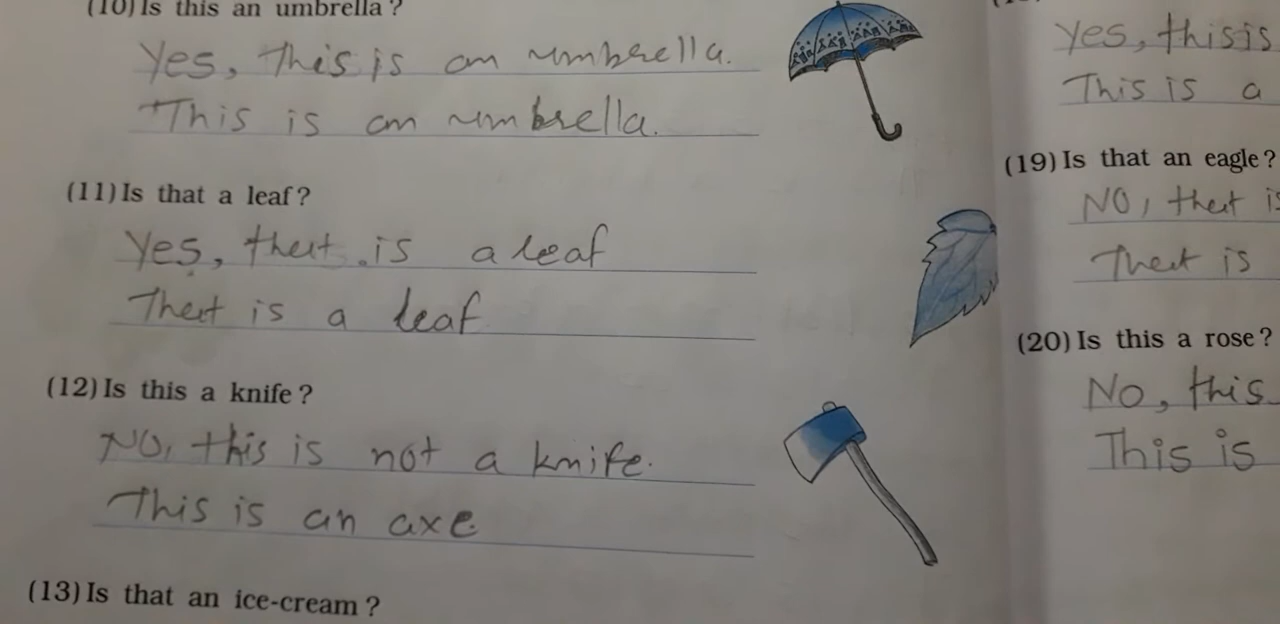 (10) Is this an umbrella?
Yes, this is an umbrella.
This is an umbrella.
(11) Is that a leaf?
Yes, that is a leaf
That is a leaf
(12) Is this a knife?
NO, this is not a knife.
This is an axe
(13) Is that an ice-cream?
Yes, this is
This is a
(19) Is that an eagle?
NO, that is
That is
(20) Is this a rose?
No, this
This is